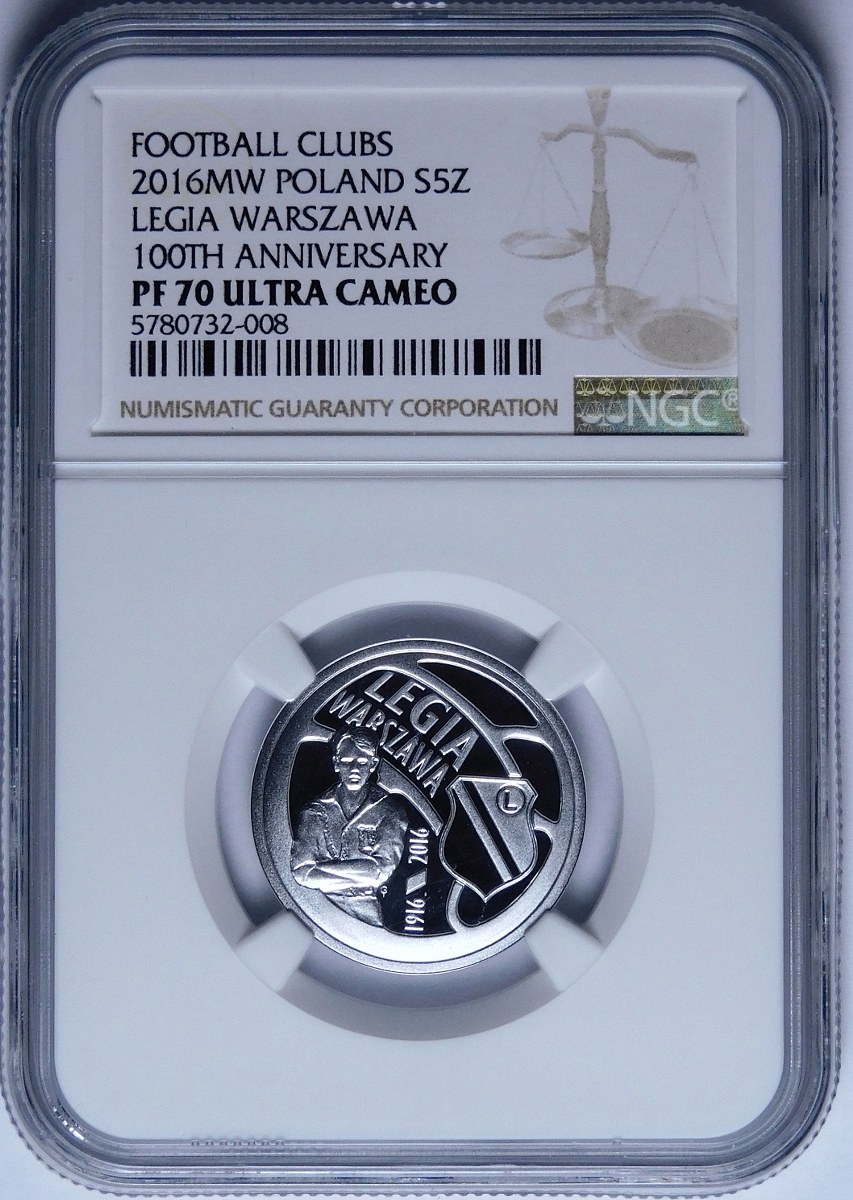 FOOTBALL CLUBS
2016MW POLAND S5Z
LEGIA WARSZAWA
100TH ANNIVERSARY
PF 70 ULTRA CAMEO
5780732-008
NUMISMATIC GUARANTY CORPORATION
NGC®
LEGIA
WARSZAWA
L
1916 2016